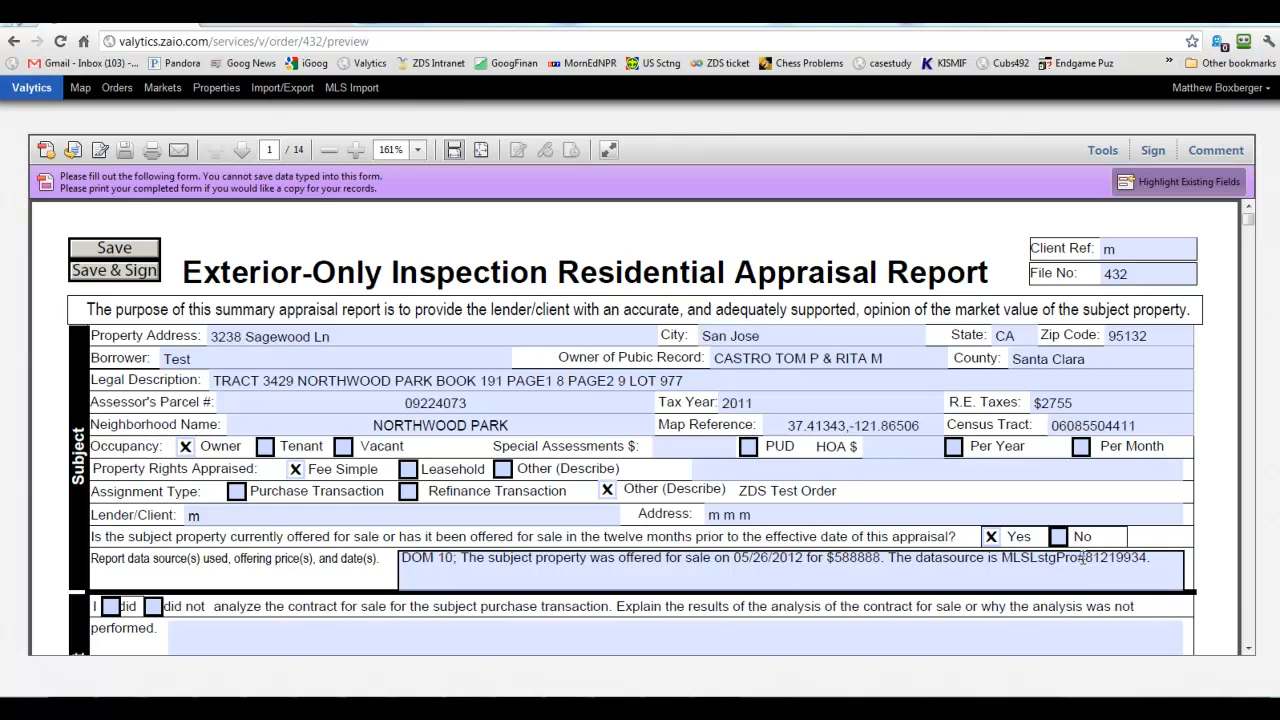 valytics.zaio.com/services/v/order/432/preview
Gmail - Inbox (103) -... Pandora Goog News iGoog Valytics ZDS Intranet GoogFinan MornEdNPR US Sctng ZDS ticket Chess Problems casestudy KISMIF Cubs492 Endgame Puz » Other bookmarks
Valytics Map Orders Markets Properties Import/Export MLS Import Matthew Boxberger
1 / 14 161% Tools Sign Comment
Please fill out the following form. You cannot save data typed into this form.
Please print your completed form if you would like a copy for your records.
Highlight Existing Fields
Save
Save & Sign
Exterior-Only Inspection Residential Appraisal Report
Client Ref: m
File No: 432
The purpose of this summary appraisal report is to provide the lender/client with an accurate, and adequately supported, opinion of the market value of the subject property.
Subject
Property Address: 3238 Sagewood Ln City: San Jose State: CA Zip Code: 95132
Borrower: Test Owner of Pubic Record: CASTRO TOM P & RITA M County: Santa Clara
Legal Description: TRACT 3429 NORTHWOOD PARK BOOK 191 PAGE1 8 PAGE2 9 LOT 977
Assessor's Parcel #: 09224073 Tax Year: 2011 R.E. Taxes: $2755
Neighborhood Name: NORTHWOOD PARK Map Reference: 37.41343,-121.86506 Census Tract: 06085504411
Occupancy: X Owner Tenant Vacant Special Assessments $: PUD HOA $ Per Year Per Month
Property Rights Appraised: X Fee Simple Leasehold Other (Describe)
Assignment Type: Purchase Transaction Refinance Transaction X Other (Describe) ZDS Test Order
Lender/Client: m Address: m m m
Is the subject property currently offered for sale or has it been offered for sale in the twelve months prior to the effective date of this appraisal? X Yes No
Report data source(s) used, offering price(s), and date(s). DOM 10; The subject property was offered for sale on 05/26/2012 for $588888. The datasource is MLSLstgPro#81219934.
I did did not analyze the contract for sale for the subject purchase transaction. Explain the results of the analysis of the contract for sale or why the analysis was not
performed.